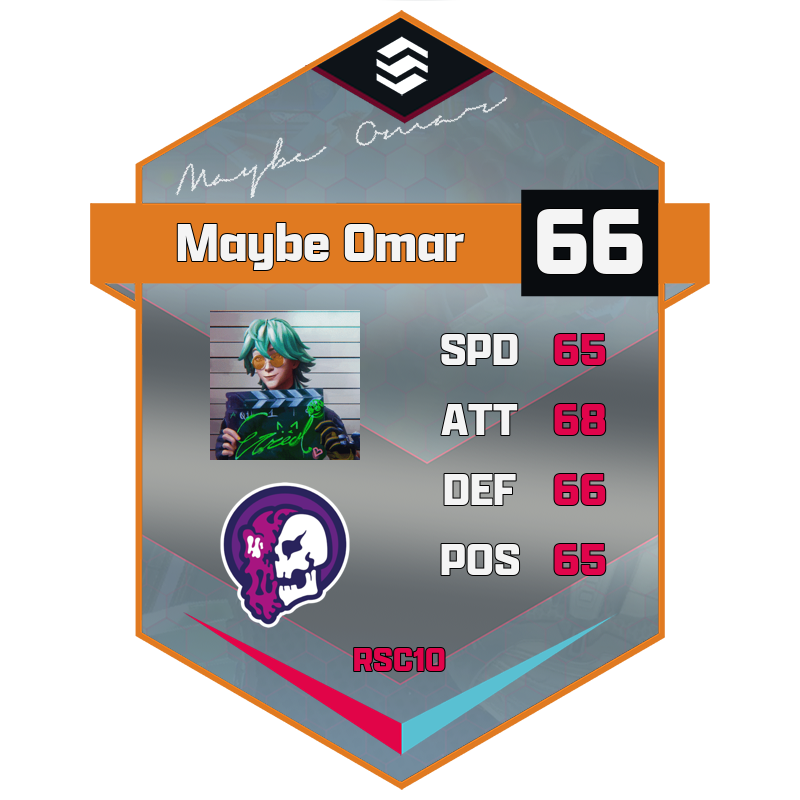 Maybe Omar
Maybe Omar 66
SPD 65
ATT 68
DEF 66
POS 65
RSC10